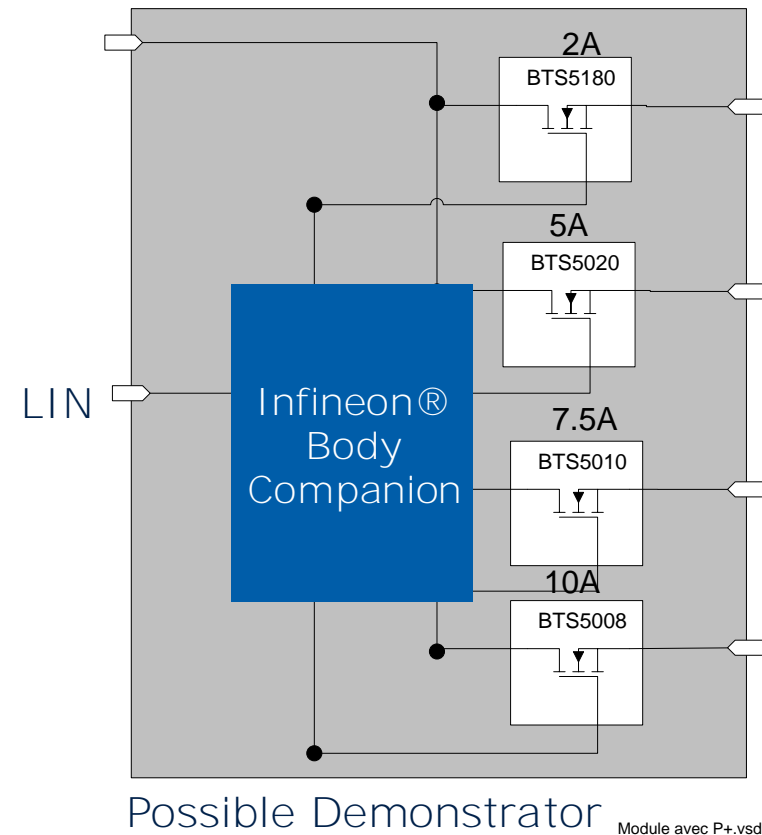 2A
BTS5180
5A
BTS5020
LIN
Infineon®
Body
Companion
7.5A
BTS5010
10A
BTS5008
Possible Demonstrator
Module avec P+.vsd